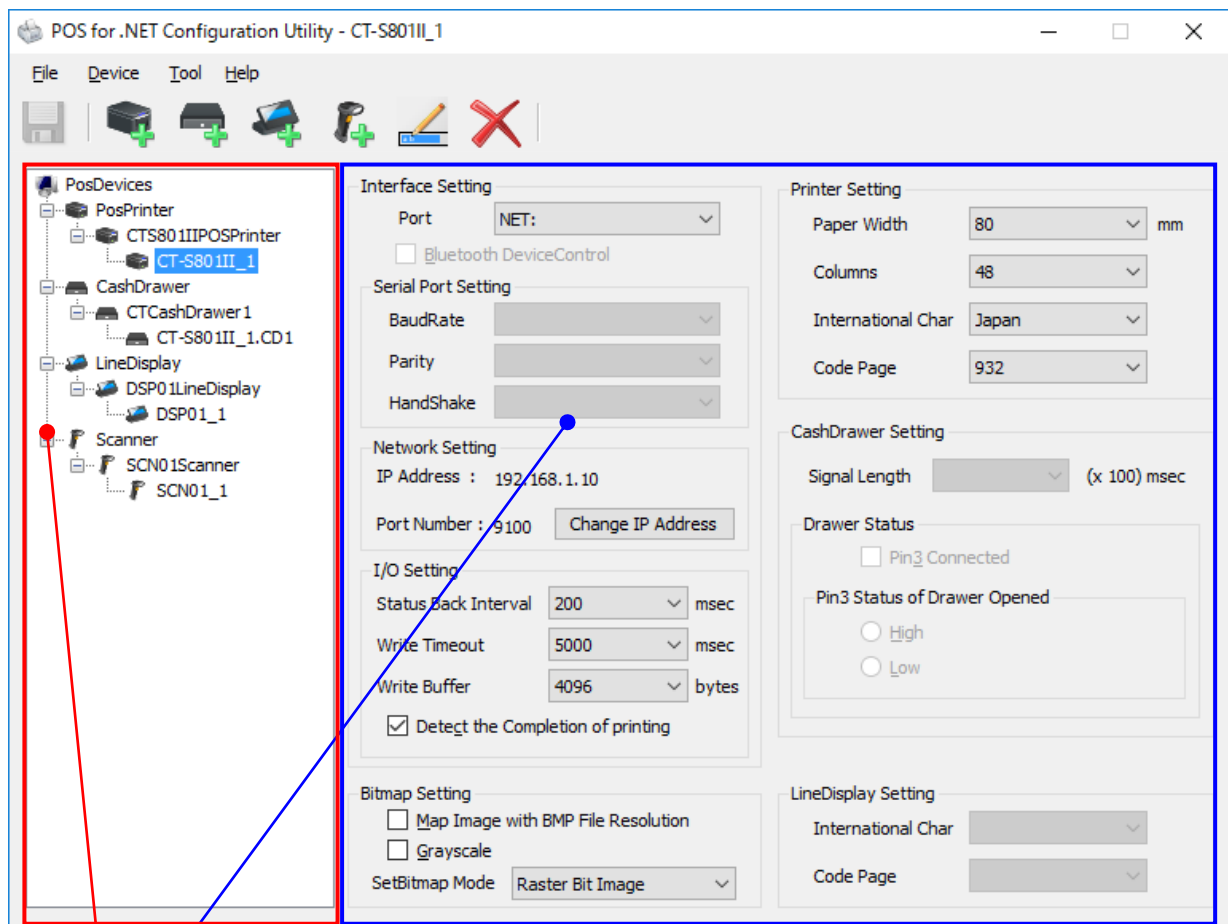 POS for .NET Configuration Utility - CT-S801II_1
File Device Tool Help
PosDevices
PosPrinter
CTS801IIPOSPrinter
CT-S801II_1
CashDrawer
CTCashDrawer1
CT-S801II_1.CD1
LineDisplay
DSP01LineDisplay
DSP01_1
Scanner
SCN01Scanner
SCN01_1
Interface Setting
Port NET:
Bluetooth DeviceControl
Serial Port Setting
BaudRate
Parity
HandShake
Network Setting
IP Address : 192.168.1.10
Port Number : 9100 Change IP Address
I/O Setting
Status Back Interval 200 msec
Write Timeout 5000 msec
Write Buffer 4096 bytes
Detect the Completion of printing
Bitmap Setting
Map Image with BMP File Resolution
Grayscale
SetBitmap Mode Raster Bit Image
Printer Setting
Paper Width 80 mm
Columns 48
International Char Japan
Code Page 932
CashDrawer Setting
Signal Length (x 100) msec
Drawer Status
Pin3 Connected
Pin3 Status of Drawer Opened
High
Low
LineDisplay Setting
International Char
Code Page